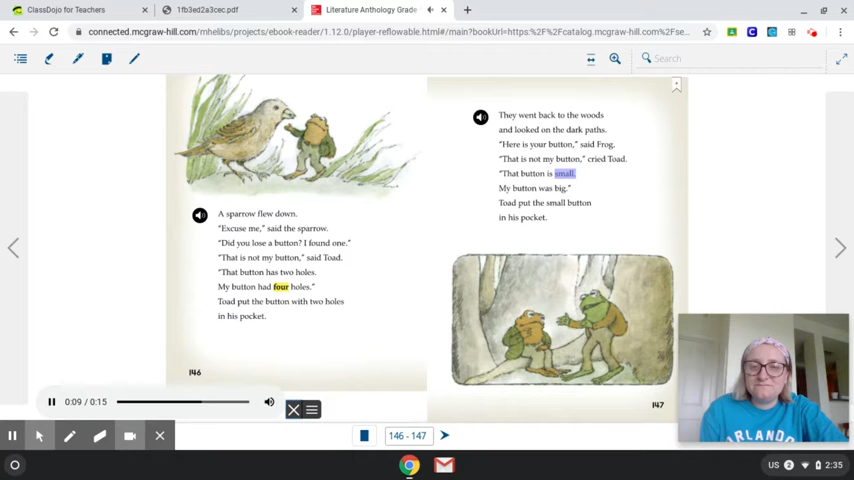 ClassDojo for Teachers
1fb3ed2a3cec.pdf
Literature Anthology Grade
connected.mcgraw-hill.com/mhelibs/projects/ebook-reader/1.12.0/player-reflowable.html#/main?bookUrl=https:%2F%2Fcatalog.mcgraw-hill.com%2Fse...
Search
A sparrow flew down.
"Excuse me," said the sparrow.
"Did you lose a button? I found one."
"That is not my button," said Toad.
"That button has two holes.
My button had four holes."
Toad put the button with two holes
in his pocket.
146
They went back to the woods
and looked on the dark paths.
"Here is your button," said Frog.
"That is not my button," cried Toad.
"That button is small.
My button was big."
Toad put the small button
in his pocket.
147
0:09 / 0:15
146 - 147
ORLANDO
US 2 2:35